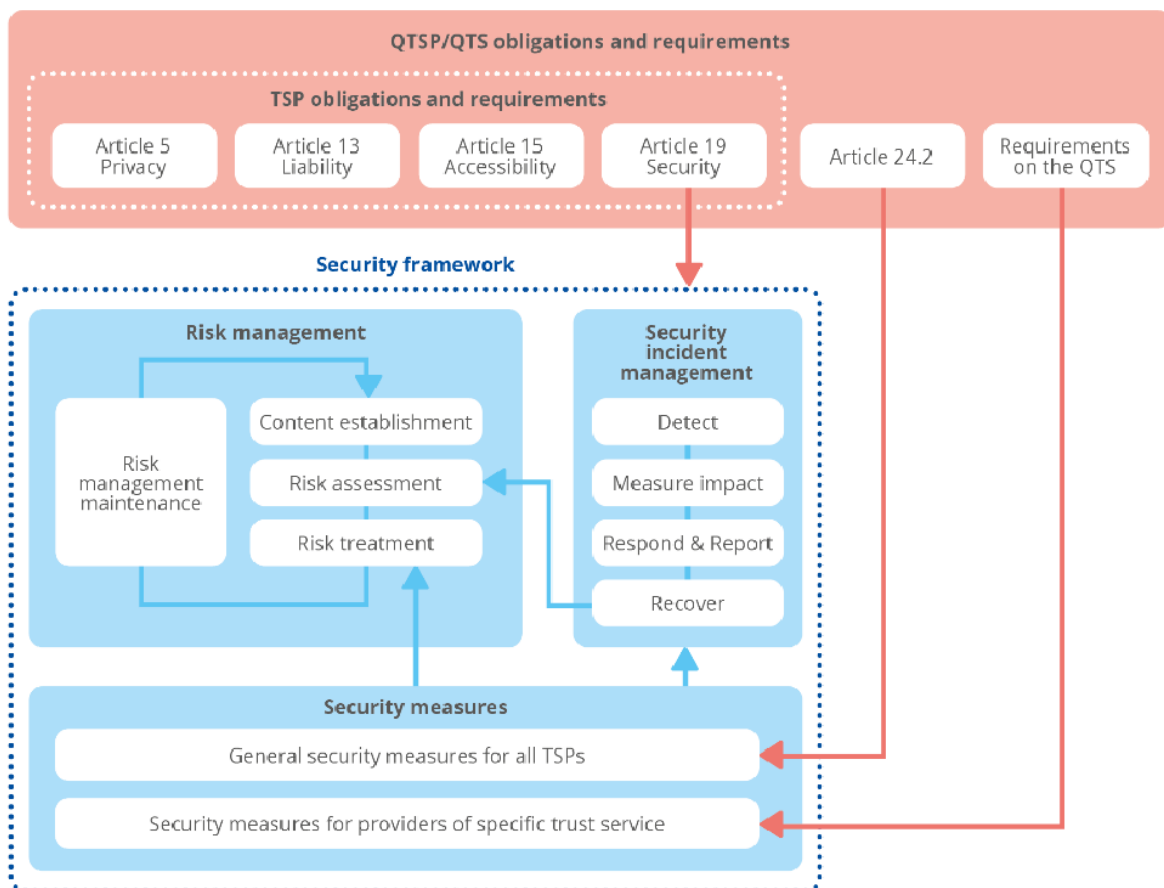 QTSP/QTS obligations and requirements
TSP obligations and requirements
Article 5
Privacy
Article 13
Liability
Article 15
Accessibility
Article 19
Security
Article 24.2
Requirements
on the QTS
Security framework
Risk management
Risk
management
maintenance
Content establishment
Risk assessment
Risk treatment
Security
incident
management
Detect
Measure impact
Respond & Report
Recover
Security measures
General security measures for all TSPs
Security measures for providers of specific trust service